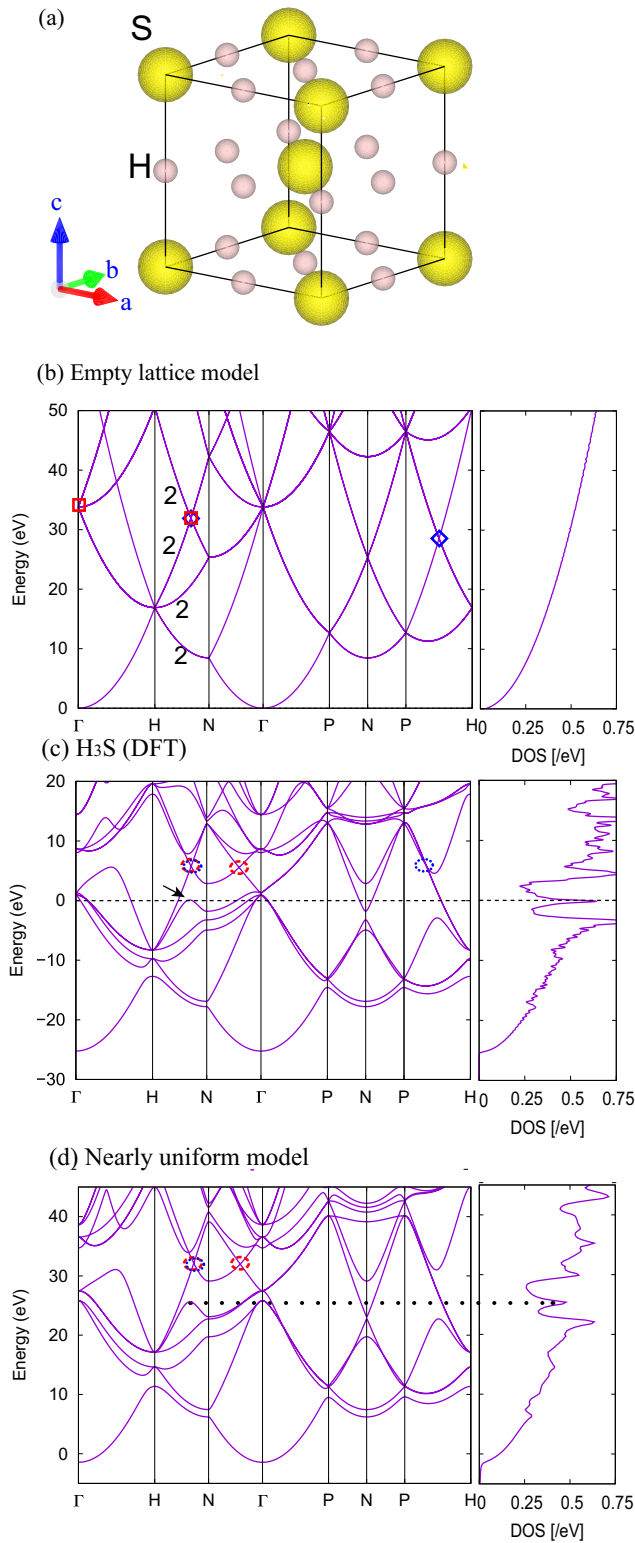 (a)
S
H
c
b
a
(b) Empty lattice model
50
40
30
20
10
0
Energy (eV)
2
2
2
2
Γ H N Γ P N P H
0 0.25 0.5 0.75
DOS [/eV]
(c) H3S (DFT)
20
10
0
−10
−20
−30
Energy (eV)
Γ H N Γ P N P H
0 0.25 0.5 0.75
DOS [/eV]
(d) Nearly uniform model
40
30
20
10
0
Energy (eV)
Γ H N Γ P N P H
0 0.25 0.5 0.75
DOS [/eV]